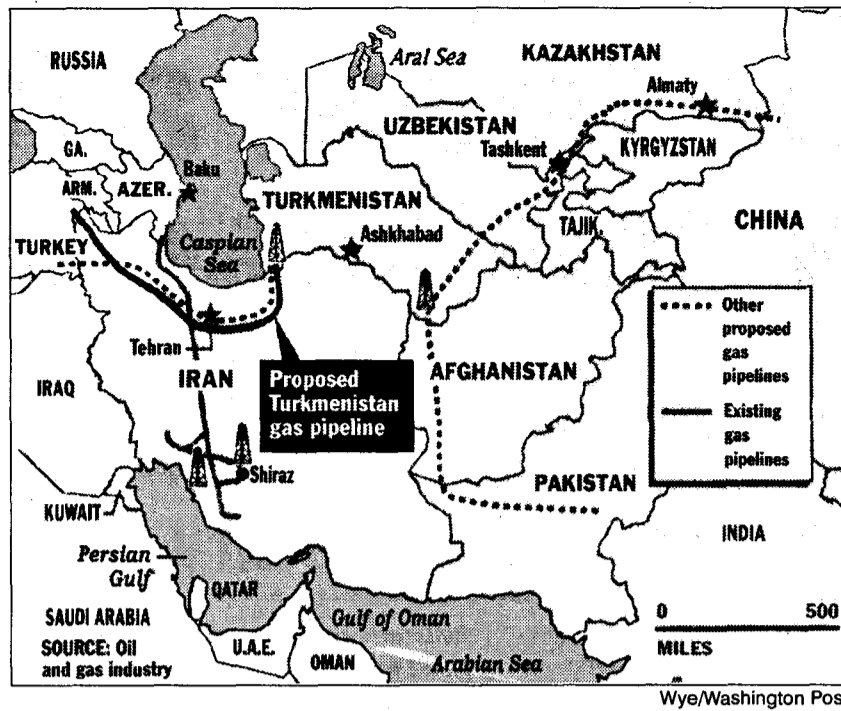 RUSSIA
Aral Sea
KAZAKHSTAN
Almaty
UZBEKISTAN
Tashkent
KYRGYZSTAN
GA.
Baku
ARM.
AZER.
TURKMENISTAN
TAJIK.
CHINA
TURKEY
Caspian
Sea
Ashkhabad
Tehran
IRAN
IRAQ
Proposed
Turkmenistan
gas pipeline
AFGHANISTAN
Other
proposed
gas
pipelines
Existing
gas
pipelines
Shiraz
PAKISTAN
KUWAIT
INDIA
Persian
Gulf
QATAR
SAUDI ARABIA
Gulf of Oman
0 500
MILES
SOURCE: Oil
and gas industry
U.A.E.
OMAN
Arabian Sea
Wye/Washington Pos